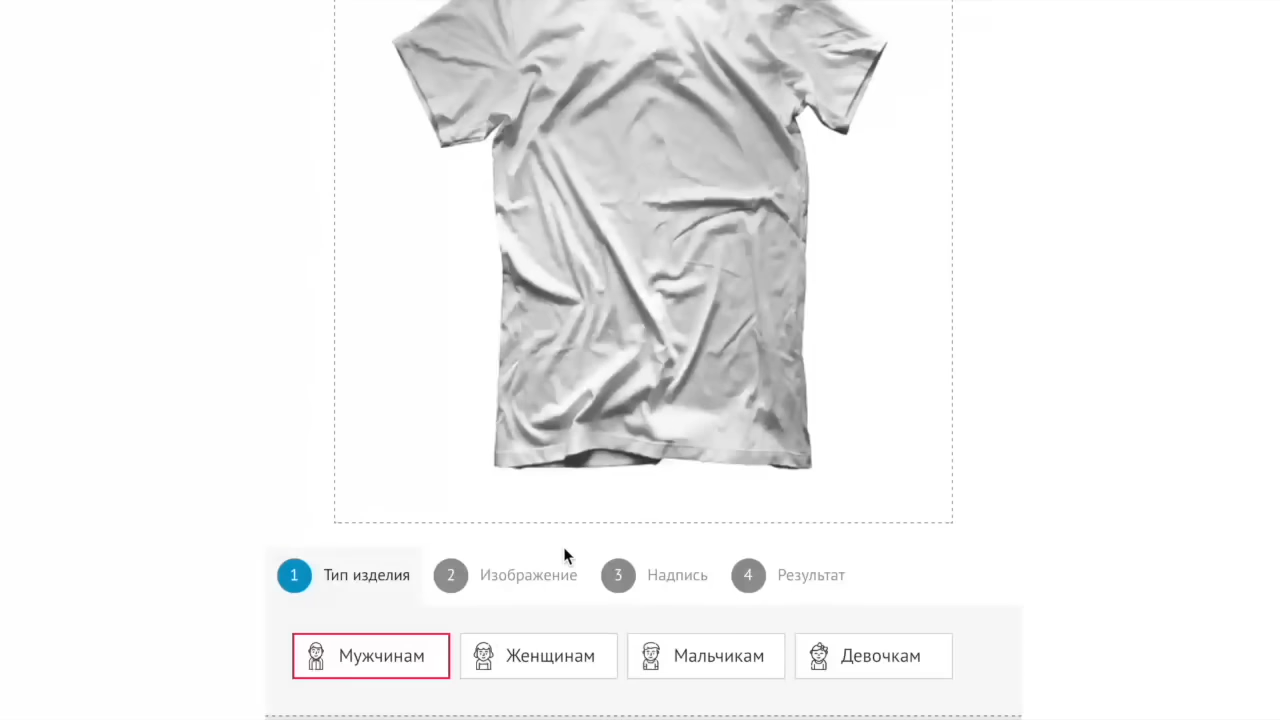 1 Тип изделия 2 Изображение 3 Надпись 4 Результат
Мужчинам Женщинам Мальчикам Девочкам